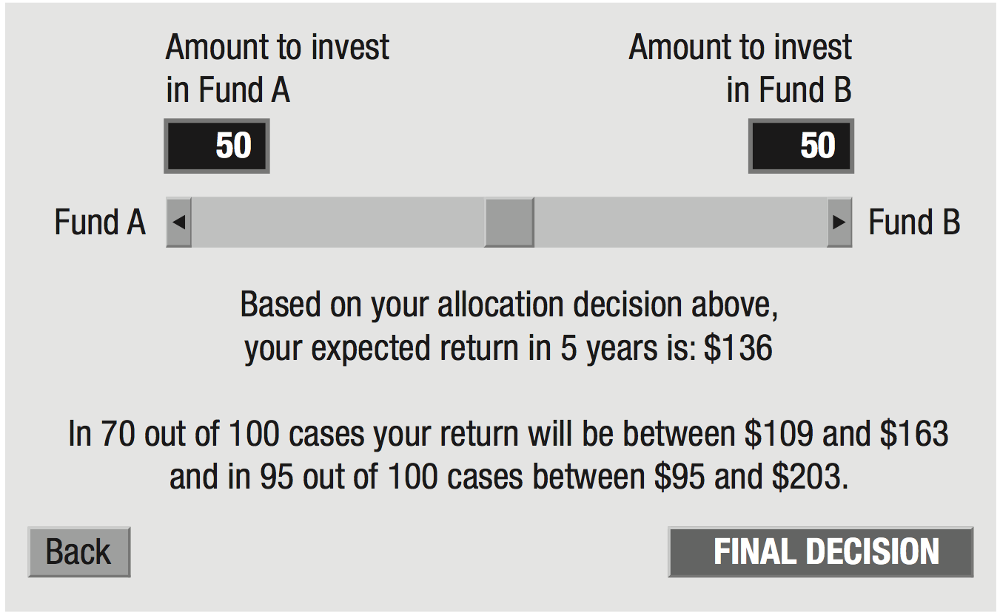 Amount to invest
in Fund A
Amount to invest
in Fund B
50
50
Fund A
Fund B
Based on your allocation decision above,
your expected return in 5 years is: $136
In 70 out of 100 cases your return will be between $109 and $163
and in 95 out of 100 cases between $95 and $203.
Back
FINAL DECISION